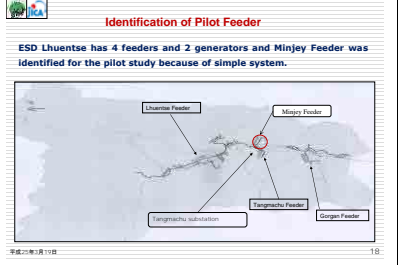 JICA
Identification of Pilot Feeder
ESD Lhuentse has 4 feeders and 2 generators and Minjey Feeder was
identified for the pilot study because of simple system.
Lhuentse Feeder
Minjey Feeder
Tangmachu Feeder
Gorgan Feeder
Tangmachu substation
平成25年3月19日
18